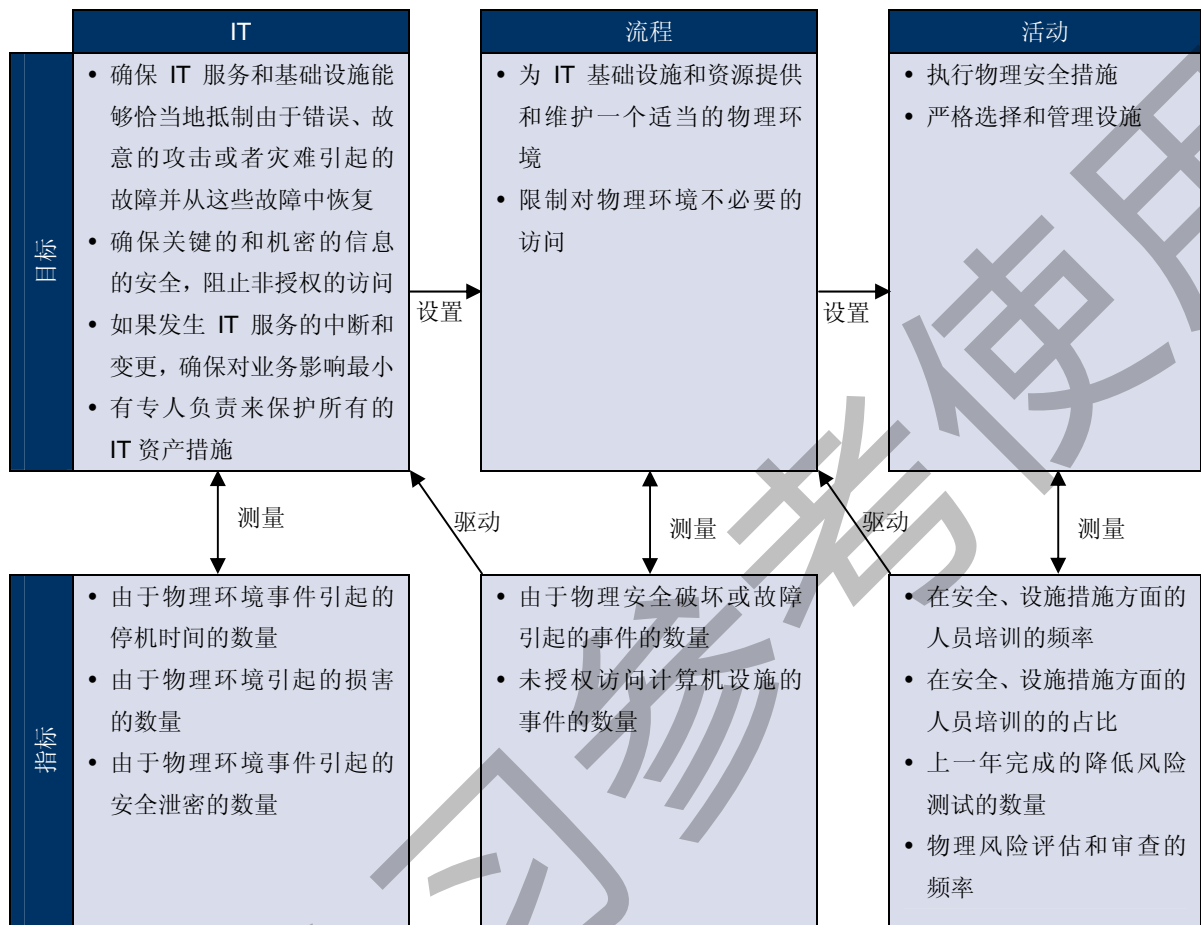 IT
流程
活动
目标
• 确保 IT 服务和基础设施能
够恰当地抵制由于错误、故
意的攻击或者灾难引起的
故障并从这些故障中恢复
• 确保关键的和机密的信息
的安全，阻止非授权的访问
• 如果发生 IT 服务的中断和
变更，确保对业务影响最小
• 有专人负责来保护所有的
IT 资产措施
设置
• 为 IT 基础设施和资源提供
和维护一个适当的物理环
境
• 限制对物理环境不必要的
访问
设置
• 执行物理安全措施
• 严格选择和管理设施
测量
驱动
测量
驱动
测量
指标
• 由于物理环境事件引起的
停机时间的数量
• 由于物理环境引起的损害
的数量
• 由于物理环境事件引起的
安全泄密的数量
• 由于物理安全破坏或故障
引起的事件的数量
• 未授权访问计算机设施的
事件的数量
• 在安全、设施措施方面的
人员培训的频率
• 在安全、设施措施方面的
人员培训的的占比
• 上一年完成的降低风险
测试的数量
• 物理风险评估和审查的
频率
习参考使用